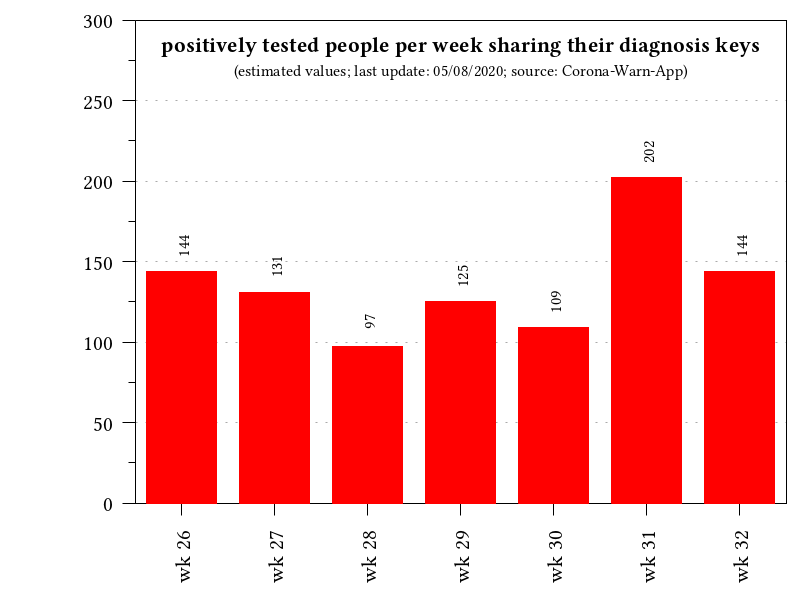 positively tested people per week sharing their diagnosis keys
(estimated values; last update: 05/08/2020; source: Corona-Warn-App)
300
250
200
150
100
50
0
144
131
97
125
109
202
144
wk 26
wk 27
wk 28
wk 29
wk 30
wk 31
wk 32